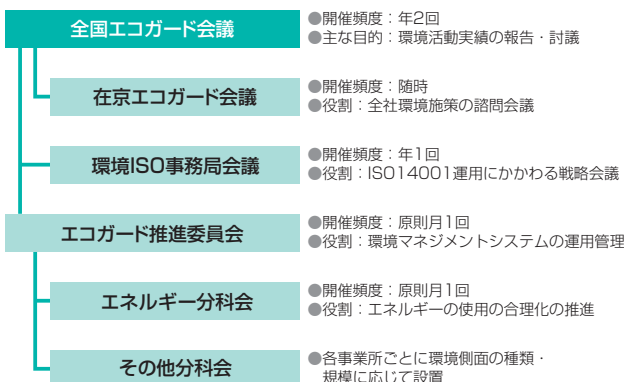 全国エコガード会議
●開催頻度：年2回
●主な目的：環境活動実績の報告・討議
在京エコガード会議
●開催頻度：随時
●役割：全社環境施策の諮問会議
環境ISO事務局会議
●開催頻度：年1回
●役割：ISO14001運用にかかわる戦略会議
エコガード推進委員会
●開催頻度：原則月1回
●役割：環境マネジメントシステムの運用管理
エネルギー分科会
●開催頻度：原則月1回
●役割：エネルギーの使用の合理化の推進
その他分科会
●各事業所ごとに環境側面の種類・
規模に応じて設置